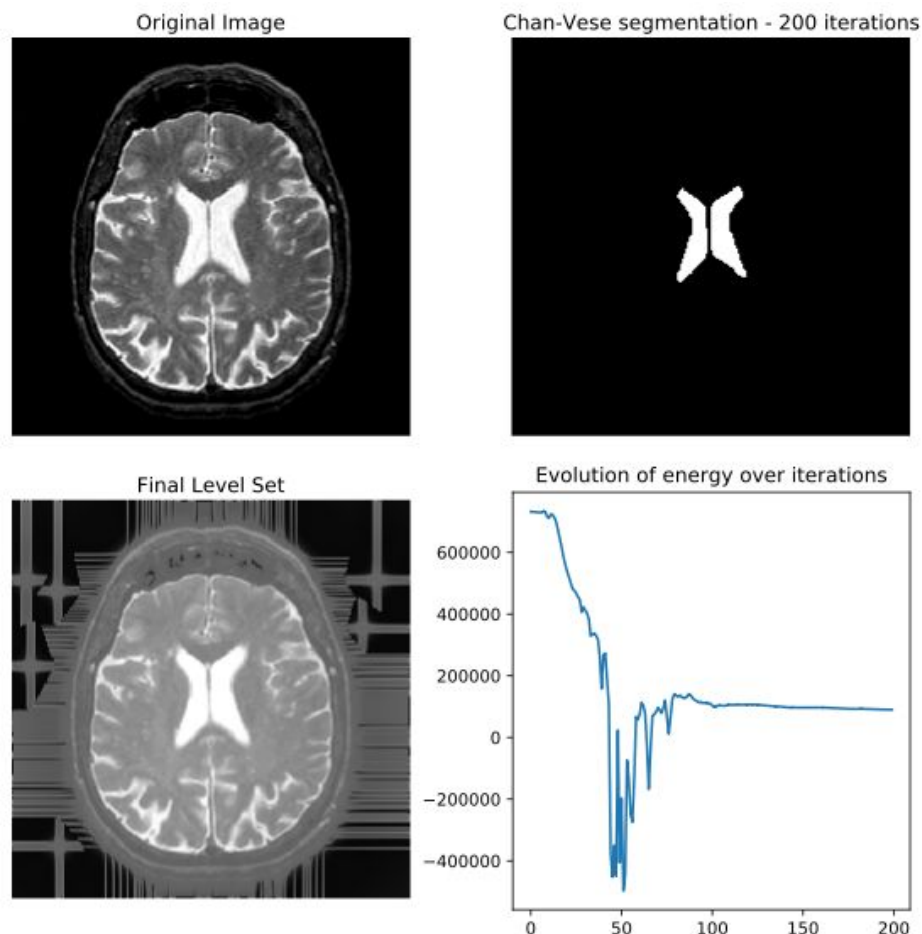 Original Image
Chan-Vese segmentation - 200 iterations
Final Level Set
Evolution of energy over iterations
600000
400000
200000
0
−200000
−400000
0
50
100
150
200